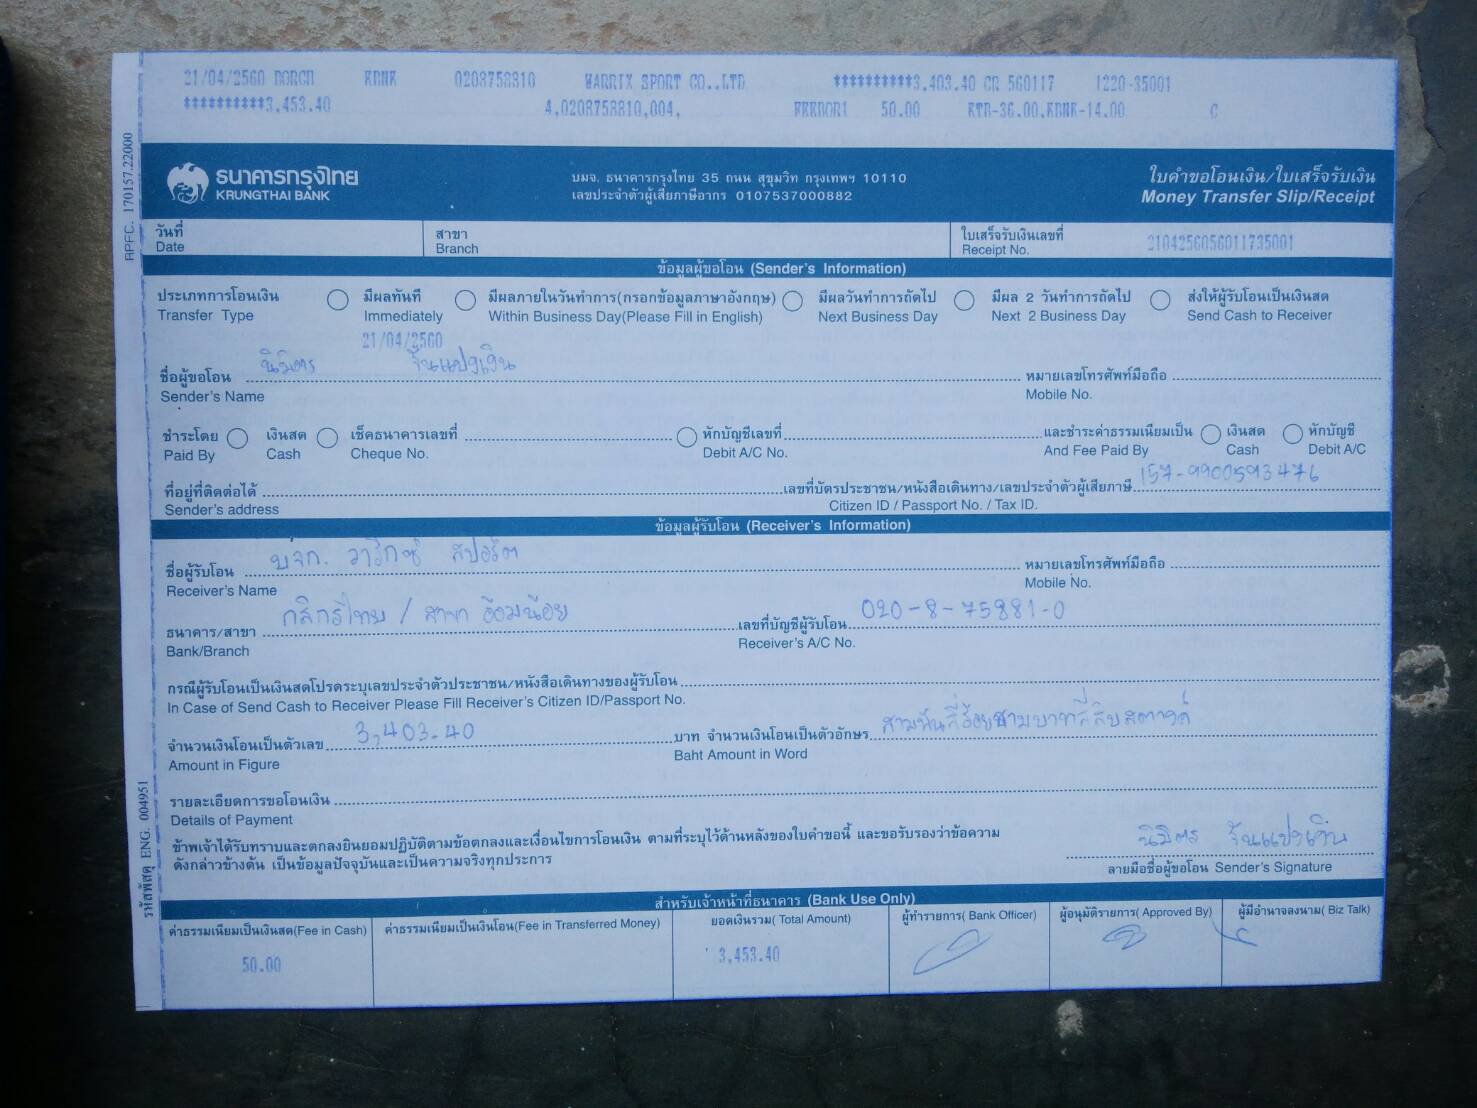 21/04/2560 DORCD KBNK 0208758810 WARRIX SPORT CO.,LTD **********3,403.40 CR 560117 1220-35001
**********3,453.40 4,0208758810,004, FEEDOR1 50.00 KTB-36.00,KBNK-14.00 C
RPFC. 170157.22000
ธนาคารกรุงไทย
KRUNGTHAI BANK
บมจ. ธนาคารกรุงไทย 35 ถนน สุขุมวิท กรุงเทพฯ 10110
เลขประจำตัวผู้เสียภาษีอากร 0107537000882
ใบคำขอโอนเงิน/ใบเสร็จรับเงิน
Money Transfer Slip/Receipt
วันที่ สาขา ใบเสร็จรับเงินเลขที่ 2104256056011735001
Date Branch Receipt No.
ข้อมูลผู้ขอโอน (Sender's Information)
ประเภทการโอนเงิน มีผลทันที มีผลภายในวันทำการ(กรอกข้อมูลภาษาอังกฤษ) มีผลวันทำการถัดไป มีผล 2 วันทำการถัดไป ส่งให้ผู้รับโอนเป็นเงินสด
Transfer Type Immediately Within Business Day(Please Fill in English) Next Business Day Next 2 Business Day Send Cash to Receiver
21/04/2560
ชื่อผู้ขอโอน นิมิตร จันแปงเงิน หมายเลขโทรศัพท์มือถือ
Sender's Name Mobile No.
ชำระโดย เงินสด เช็คธนาคารเลขที่ หักบัญชีเลขที่ และชำระค่าธรรมเนียมเป็น เงินสด หักบัญชี
Paid By Cash Cheque No. Debit A/C No. And Fee Paid By Cash Debit A/C
ที่อยู่ที่ติดต่อได้ เลขที่บัตรประชาชน/หนังสือเดินทาง/เลขประจำตัวผู้เสียภาษี 157-9900593476
Sender's address Citizen ID / Passport No. / Tax ID.
ข้อมูลผู้รับโอน (Receiver's Information)
ชื่อผู้รับโอน บจก. วาริกซ์ สปอร์ต หมายเลขโทรศัพท์มือถือ
Receiver's Name Mobile No.
ธนาคาร/สาขา กสิกรไทย / สาขา อ้อมน้อย เลขที่บัญชีผู้รับโอน 020-8-75881-0
Bank/Branch Receiver's A/C No.
กรณีผู้รับโอนเป็นเงินสดโปรดระบุเลขประจำตัวประชาชน/หนังสือเดินทางของผู้รับโอน
In Case of Send Cash to Receiver Please Fill Receiver's Citizen ID/Passport No.
จำนวนเงินโอนเป็นตัวเลข 3,403.40 บาท จำนวนเงินโอนเป็นตัวอักษร สามพันสี่ร้อยสามบาทสี่สิบสตางค์
Amount in Figure Baht Amount in Word
รายละเอียดการขอโอนเงิน
Details of Payment
ข้าพเจ้าได้รับทราบและตกลงยินยอมปฏิบัติตามข้อตกลงและเงื่อนไขการโอนเงิน ตามที่ระบุไว้ด้านหลังของใบคำขอนี้ และขอรับรองว่าข้อความ
ดังกล่าวข้างต้น เป็นข้อมูลปัจจุบันและเป็นความจริงทุกประการ
นิมิตร จันแปงเงิน
ลายมือชื่อผู้ขอโอน Sender's Signature
รหัสพัสดุ ENG. 004951
สำหรับเจ้าหน้าที่ธนาคาร (Bank Use Only)
ค่าธรรมเนียมเป็นเงินสด(Fee in Cash) ค่าธรรมเนียมเป็นเงินโอน(Fee in Transferred Money) ยอดเงินรวม( Total Amount) ผู้ทำรายการ( Bank Officer) ผู้อนุมัติรายการ( Approved By) ผู้มีอำนาจลงนาม( Biz Talk)
50.00 3,453.40